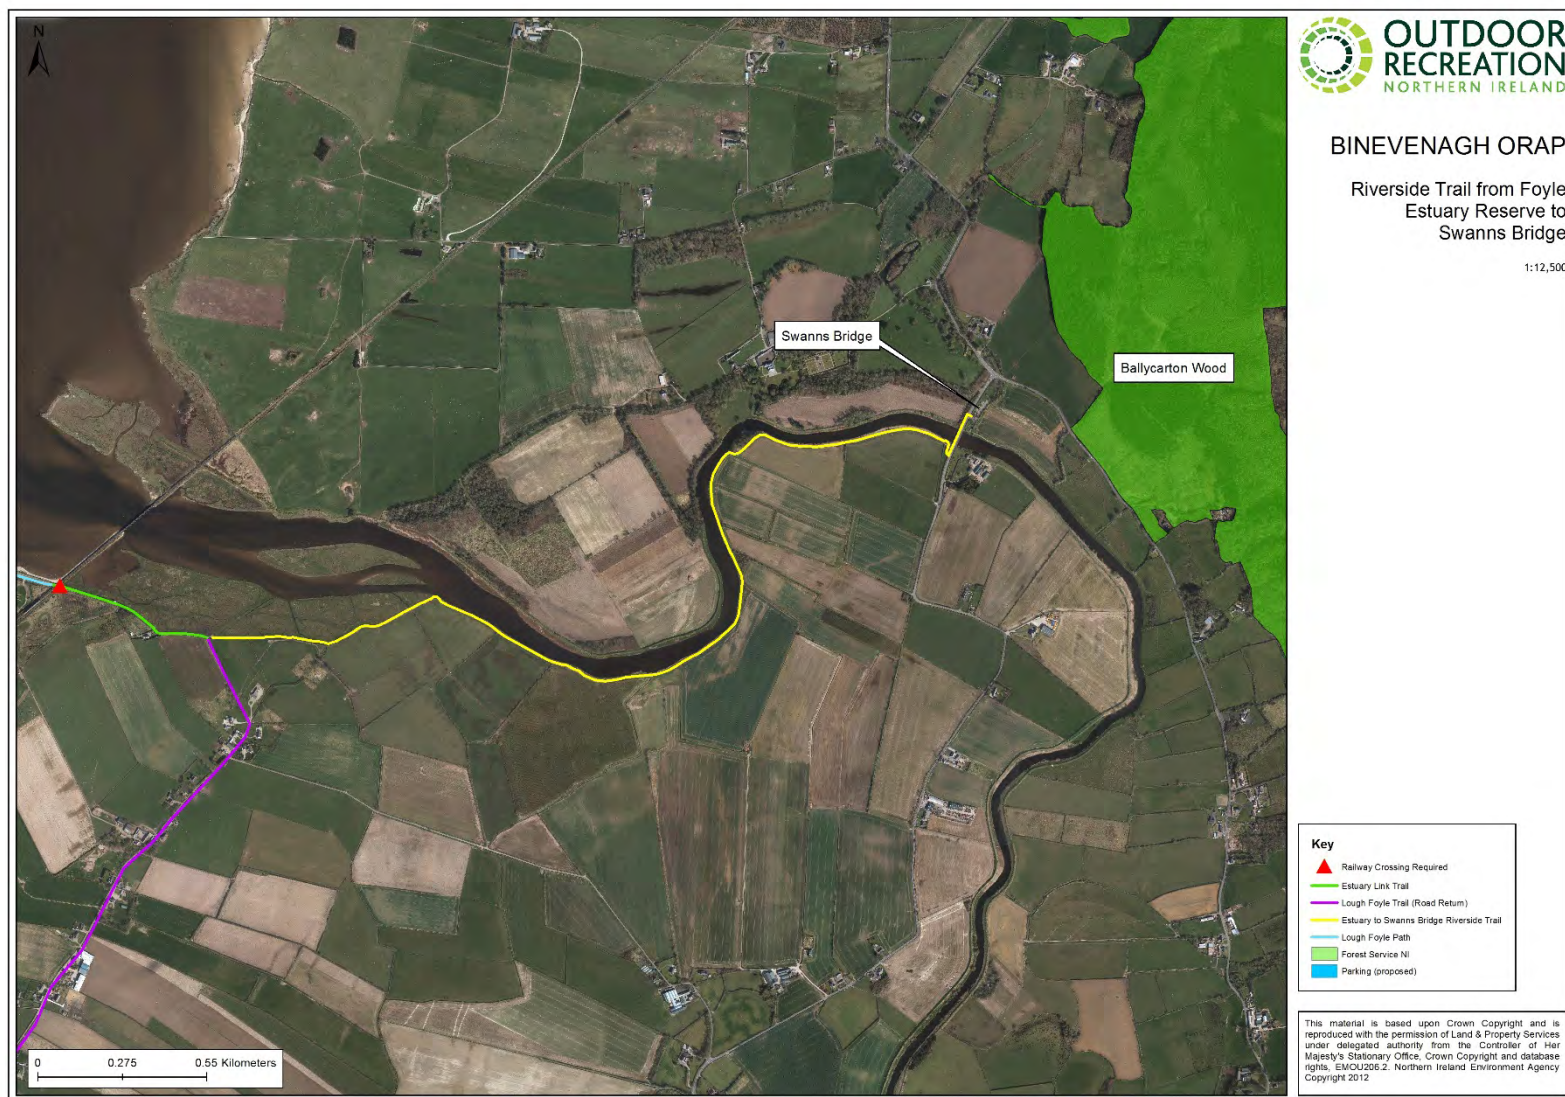 N
OUTDOOR
RECREATION
NORTHERN IRELAND
BINEVENAGH ORAP
Riverside Trail from Foyle
Estuary Reserve to
Swanns Bridge
1:12,500
Swanns Bridge
Ballycarton Wood
Key
Railway Crossing Required
Estuary Link Trail
Lough Foyle Trail (Road Return)
Estuary to Swanns Bridge Riverside Trail
Lough Foyle Path
Forest Service NI
Parking (proposed)
0 0.275 0.55 Kilometers
This material is based upon Crown Copyright and is
reproduced with the permission of Land & Property Services
under delegated authority from the Controller of Her
Majesty's Stationary Office, Crown Copyright and database
rights, EMOU206.2. Northern Ireland Environment Agency
Copyright 2012